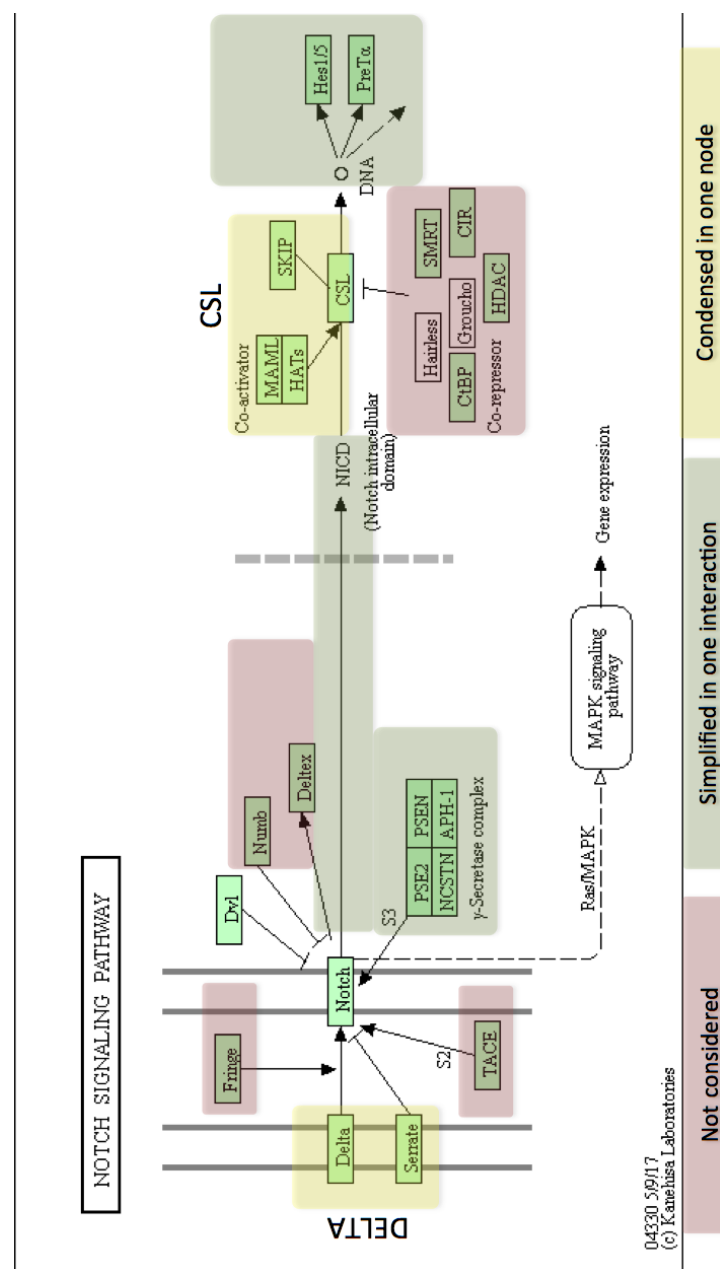 NOTCH SIGNALING PATHWAY
DELTA
Delta
Serrate
Fringe
S2
TACE
Notch
Dvl
Numb
Deltex
S3
PSE2
PSEN
NCSTN
APH-1
γ-Secretase complex
Ras/MAPK
MAPK signaling
pathway
Gene expression
NICD
(Notch intracellular
domain)
CSL
Co-activator
MAML
HATs
SKIP
CSL
Hairless
SMRT
CtBP
Groucho
CIR
HDAC
Co-repressor
DNA
Hes1/5
PreTα
04330 5/9/17
(c) Kanehisa Laboratories
Not considered
Simplified in one interaction
Condensed in one node